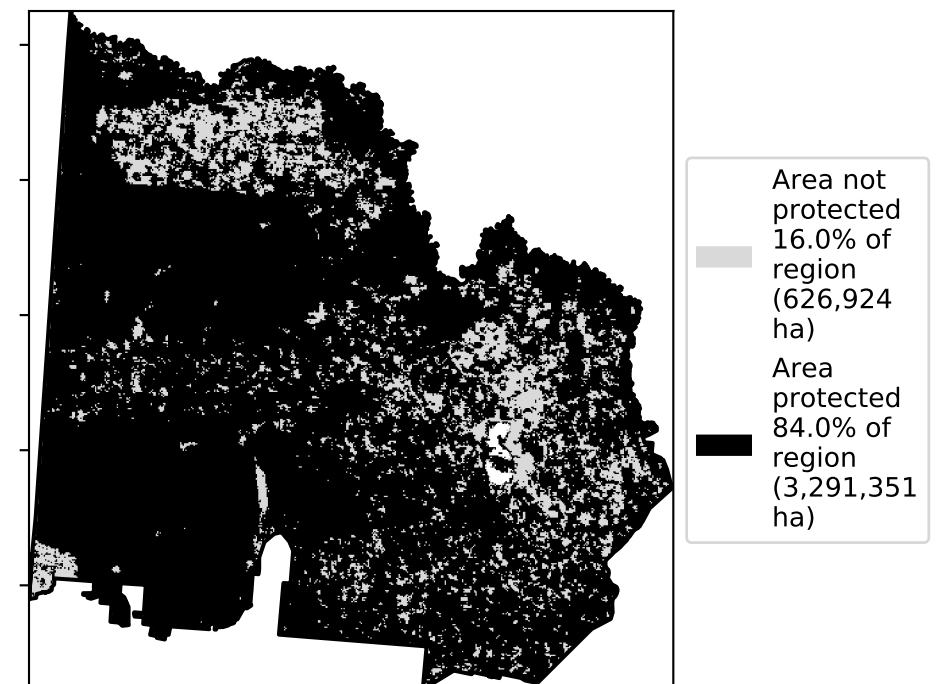 Area not
protected
16.0% of
region
(626,924
ha)
Area
protected
84.0% of
region
(3,291,351
ha)